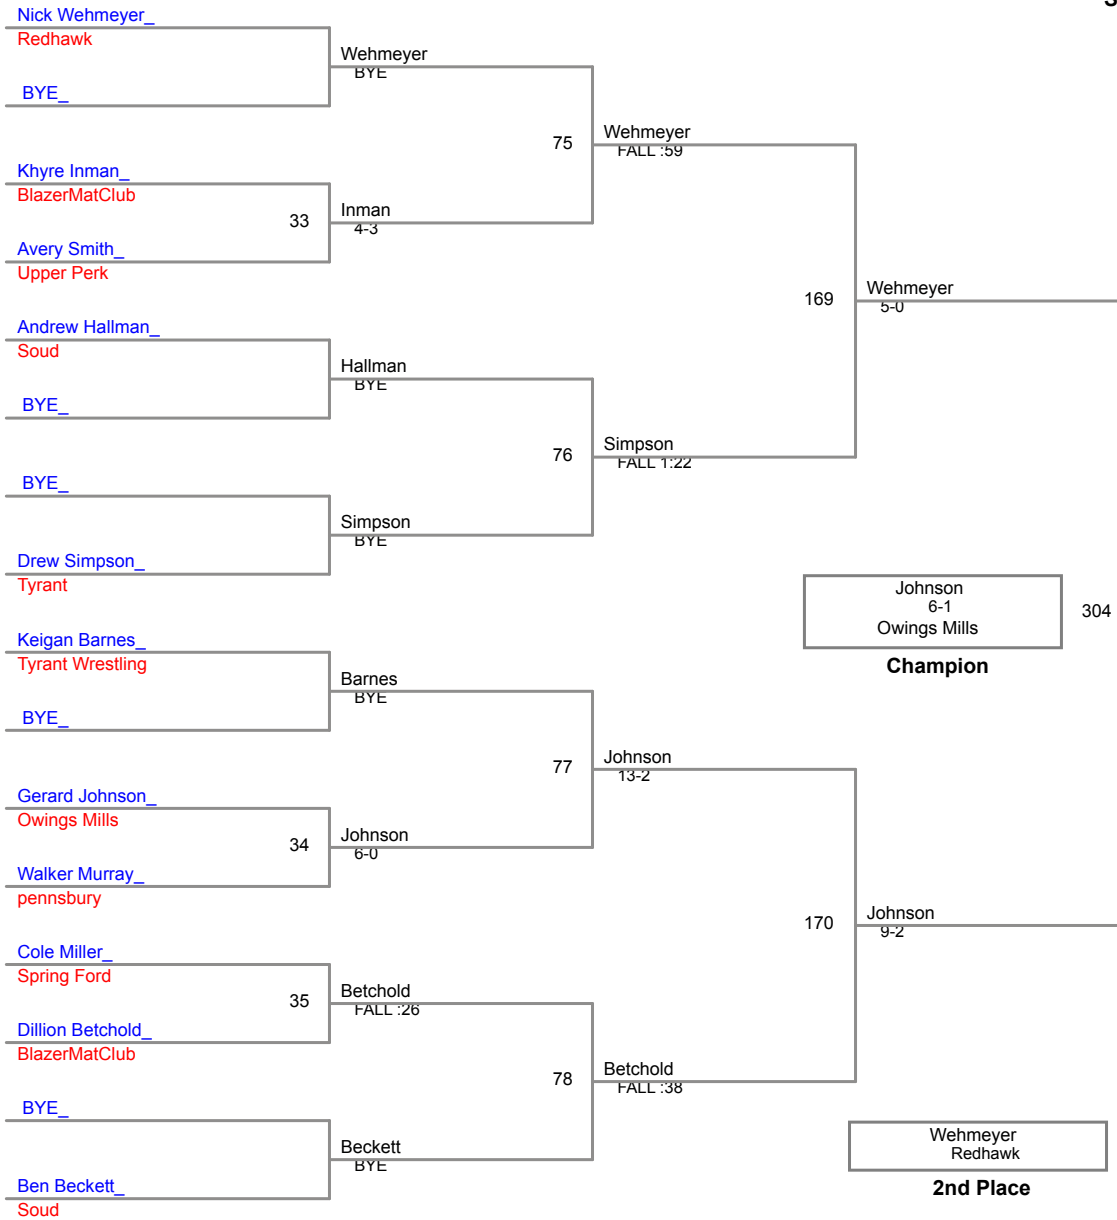 S
Nick Wehmeyer_
Redhawk
Wehmeyer
BYE
BYE_
75
Wehmeyer
FALL :59
Khyre Inman_
BlazerMatClub
33
Inman
4-3
Avery Smith_
Upper Perk
169
Wehmeyer
5-0
Andrew Hallman_
Soud
Hallman
BYE
BYE_
76
Simpson
FALL 1:22
BYE_
Simpson
BYE
Drew Simpson_
Tyrant
Johnson
6-1
Owings Mills
304
Champion
Keigan Barnes_
Tyrant Wrestling
Barnes
BYE
BYE_
77
Johnson
13-2
Gerard Johnson_
Owings Mills
34
Johnson
6-0
Walker Murray_
pennsbury
170
Johnson
9-2
Cole Miller_
Spring Ford
35
Betchold
FALL :26
Dillion Betchold_
BlazerMatClub
78
Betchold
FALL :38
BYE_
Beckett
BYE
Ben Beckett_
Soud
Wehmeyer
Redhawk
2nd Place